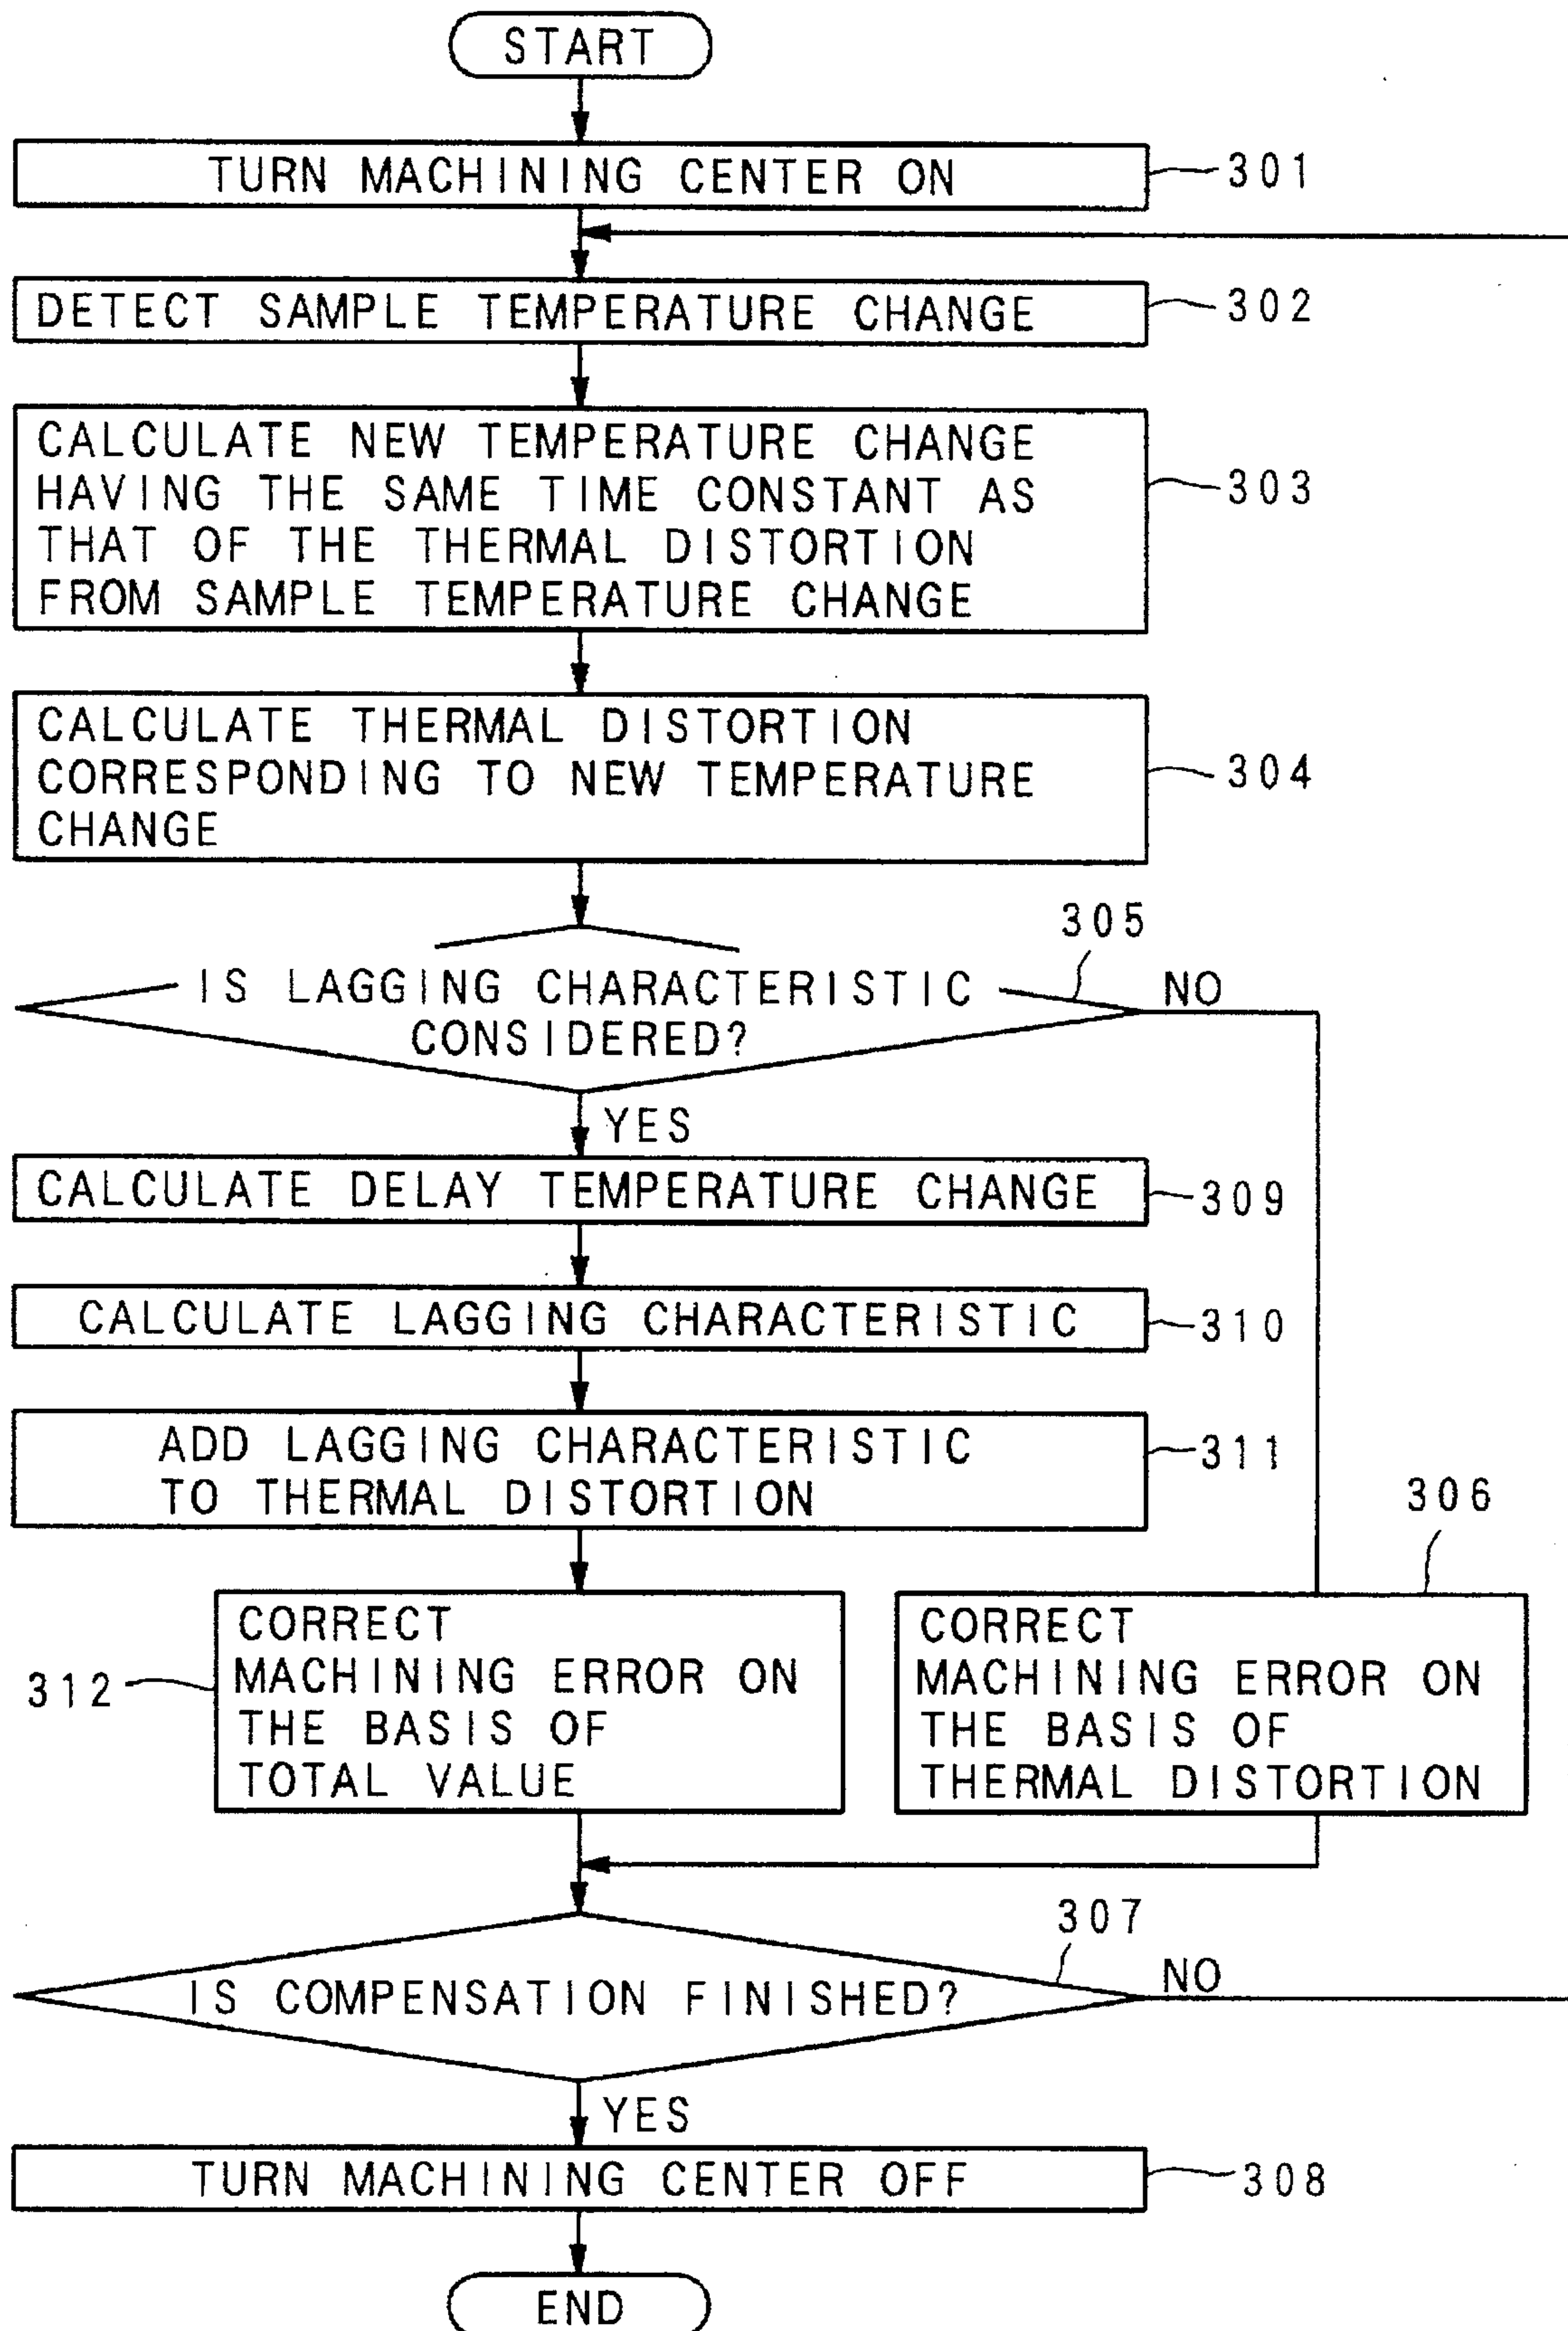 START
TURN MACHINING CENTER ON
301
DETECT SAMPLE TEMPERATURE CHANGE
302
CALCULATE NEW TEMPERATURE CHANGE
HAVING THE SAME TIME CONSTANT AS
THAT OF THE THERMAL DISTORTION
FROM SAMPLE TEMPERATURE CHANGE
303
CALCULATE THERMAL DISTORTION
CORRESPONDING TO NEW TEMPERATURE
CHANGE
304
305
IS LAGGING CHARACTERISTIC
CONSIDERED?
NO
YES
CALCULATE DELAY TEMPERATURE CHANGE
309
CALCULATE LAGGING CHARACTERISTIC
310
ADD LAGGING CHARACTERISTIC
TO THERMAL DISTORTION
311
306
312
CORRECT
MACHINING ERROR ON
THE BASIS OF
TOTAL VALUE
CORRECT
MACHINING ERROR ON
THE BASIS OF
THERMAL DISTORTION
307
IS COMPENSATION FINISHED?
NO
YES
TURN MACHINING CENTER OFF
308
END